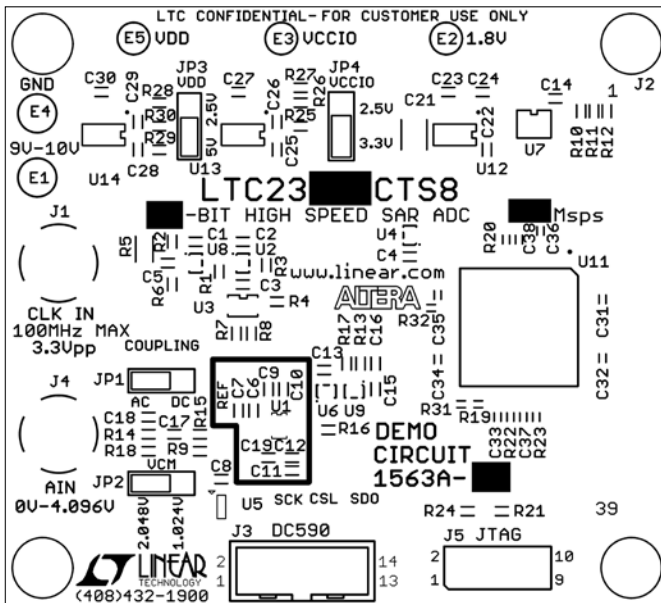 LTC CONFIDENTIAL-FOR CUSTOMER USE ONLY
E5 VDD
E3 VCCIO
E2 1.8V
GND
J2
C30
C29
R28
JP3
VDD
2.5V
5V
C27
C26
R27
R26
JP4
VCCIO
2.5V
3.3V
C21
C23 C24
C14
1
E4
R30
R29
C28
R25
C25
C22
U7
R10
R11
R12
9V-10V
E1
U14
U13
U12
LTC23 CTS8
-BIT HIGH SPEED SAR ADC
Msps
J1
R5
R2
C1
U8
C2
U2
U4
C4
R20
C38
C36
U11
C5
R6
R1
R3
C3
www.linear.com
U3
R4
ALTERA
R32
C35
C31
CLK IN
100MHz MAX
3.3Vpp
R7
R8
R17
R13
C16
COUPLING
J4
JP1
AC DC
C13
C34
C32
REF
C7
C6
C9
C10
U1
U6 U9
C15
R31
R19
C18
R14
R18
C17
R9
R15
R16
C33
R22
C37
R23
C19 C12
C11
DEMO
CIRCUIT
1563A-
VCM
JP2
C8
AIN
0V-4.096V
2.048V
1.024V
U5
SCK CSL SDO
R24
R21
39
J3 DC590
J5 JTAG
2 14
1 13
2 10
1 9
LT LINEAR
TECHNOLOGY
(408)432-1900